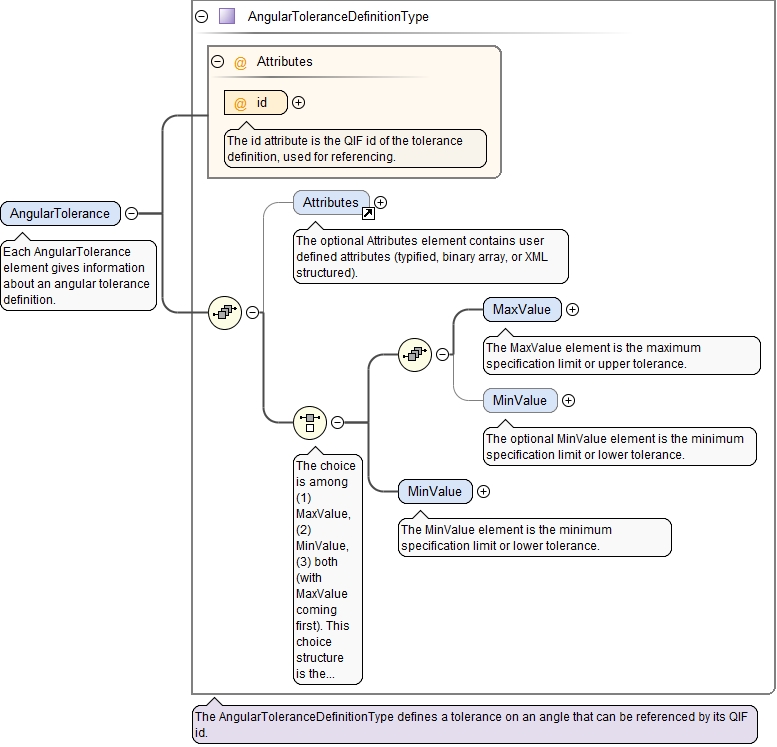 AngularToleranceDefinitionType
@ Attributes
@ id
The id attribute is the QIF id of the tolerance
definition, used for referencing.
AngularTolerance
Each AngularTolerance
element gives information
about an angular tolerance
definition.
Attributes
The optional Attributes element contains user
defined attributes (typified, binary array, or XML
structured).
MaxValue
The MaxValue element is the maximum
specification limit or upper tolerance.
MinValue
The optional MinValue element is the minimum
specification limit or lower tolerance.
The choice
is among
(1)
MaxValue,
(2)
MinValue,
(3) both
(with
MaxValue
coming
first). This
choice
structure
is the...
MinValue
The MinValue element is the minimum
specification limit or lower tolerance.
The AngularToleranceDefinitionType defines a tolerance on an angle that can be referenced by its QIF
id.